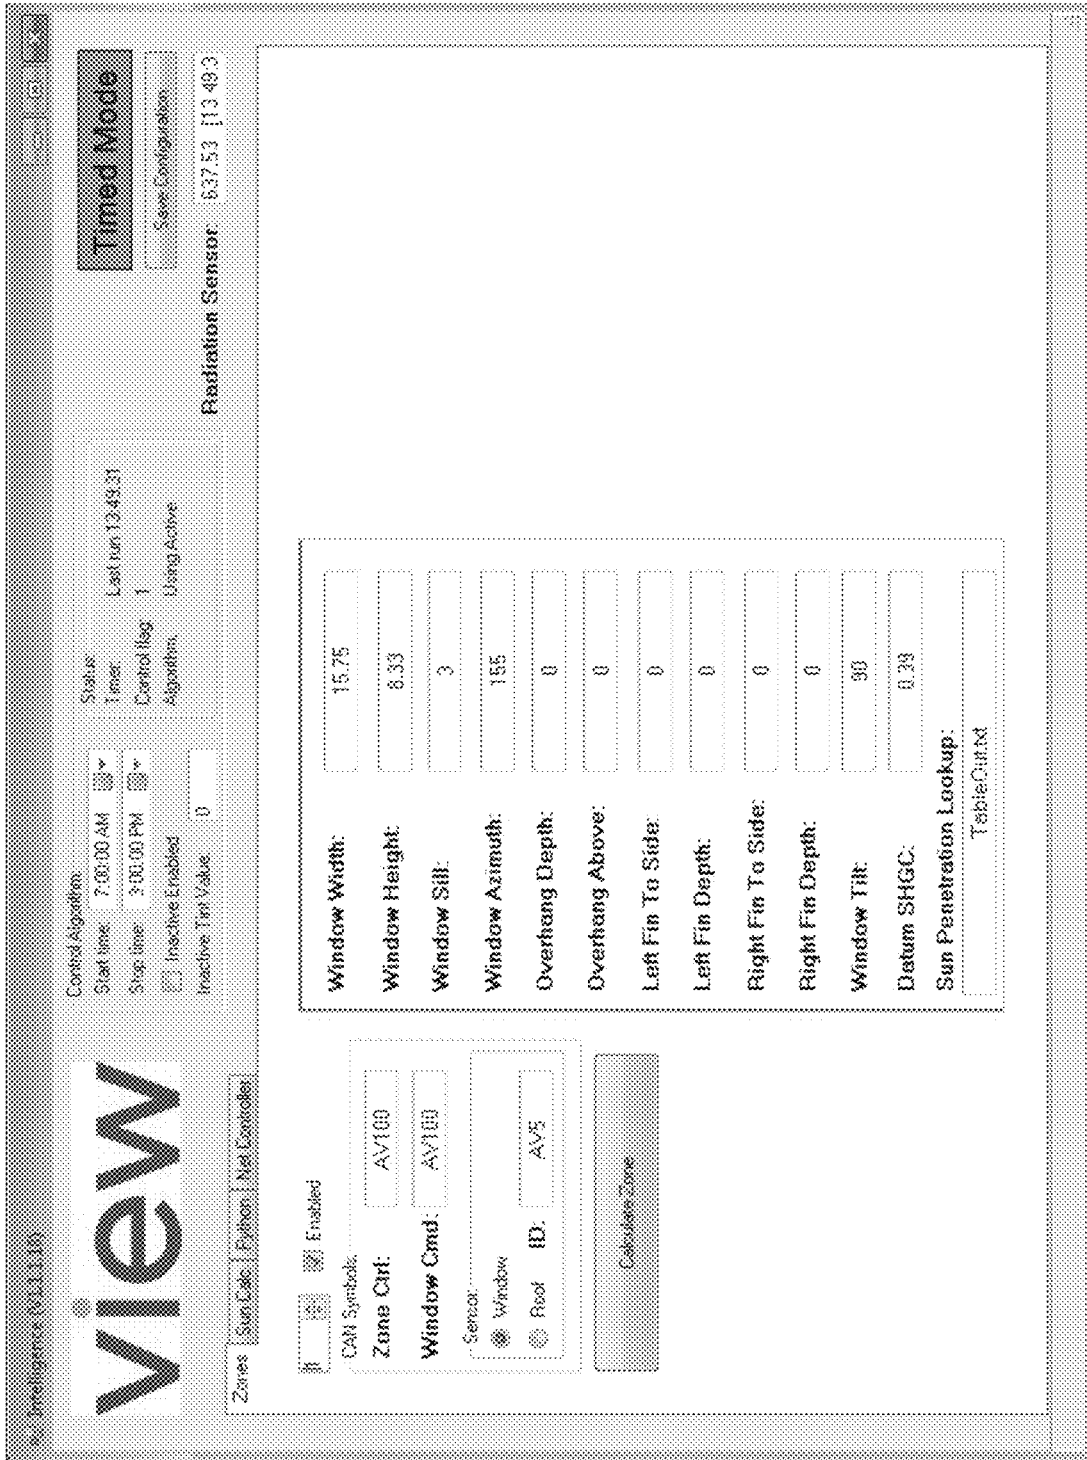 Intelligence (v1.1.1.10)
view
Control Algorithm:
Start time: 7:00:00 AM
Stop time: 3:00:00 PM
Inactive Enabled
Inactive Tint Value: 0
Status:
Timer: Last run 13:49:31
Control flag: 1
Algorithm: Using Active
Timed Mode
Save Configuration
Radiation Sensor: 637.53 [13:49:3
Zones Sun Calc Python Net Controller
Enabled
CAN Symbols:
Zone Ctrl: AV100
Window Cmd: AV100
Sensor:
Window
Roof ID: AV5
Calculate Zone
Window Width: 15.75
Window Height: 8.33
Window Sill: 3
Window Azimuth: 155
Overhang Depth: 0
Overhang Above: 0
Left Fin To Side: 0
Left Fin Depth: 0
Right Fin To Side: 0
Right Fin Depth: 0
Window Tilt: 90
Datum SHGC: 0.39
Sun Penetration Lookup:
TableOut.txt